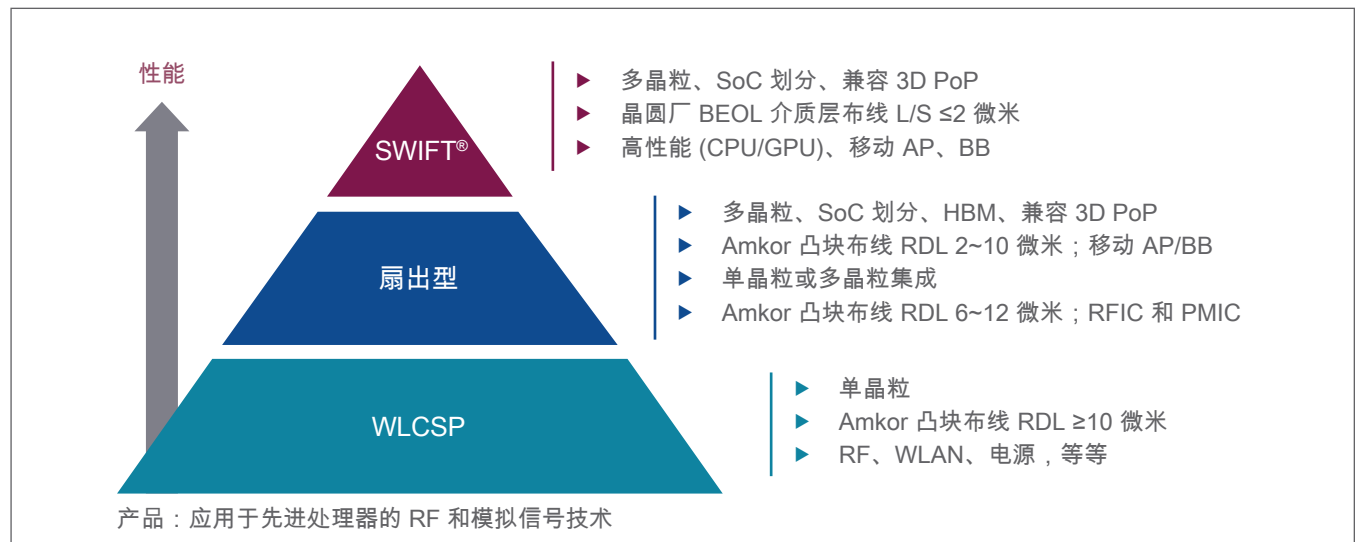 性能
SWIFT®
▶ 多晶粒、SoC 划分、兼容 3D PoP
▶ 晶圆厂 BEOL 介质层布线 L/S ≤2 微米
▶ 高性能 (CPU/GPU)、移动 AP、BB
扇出型
▶ 多晶粒、SoC 划分、HBM、兼容 3D PoP
▶ Amkor 凸块布线 RDL 2~10 微米；移动 AP/BB
▶ 单晶粒或多晶粒集成
▶ Amkor 凸块布线 RDL 6~12 微米；RFIC 和 PMIC
WLCSP
▶ 单晶粒
▶ Amkor 凸块布线 RDL ≥10 微米
▶ RF、WLAN、电源，等等
产品：应用于先进处理器的 RF 和模拟信号技术